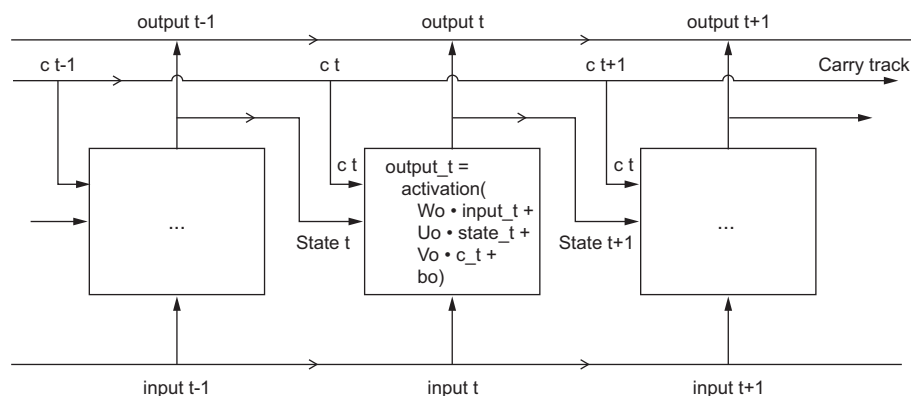 output t-1
output t
output t+1
c t-1
c t
c t+1
Carry track
c t
c t
output_t =
activation(
Wo • input_t +
Uo • state_t +
Vo • c_t +
bo)
...
...
State t
State t+1
input t-1
input t
input t+1